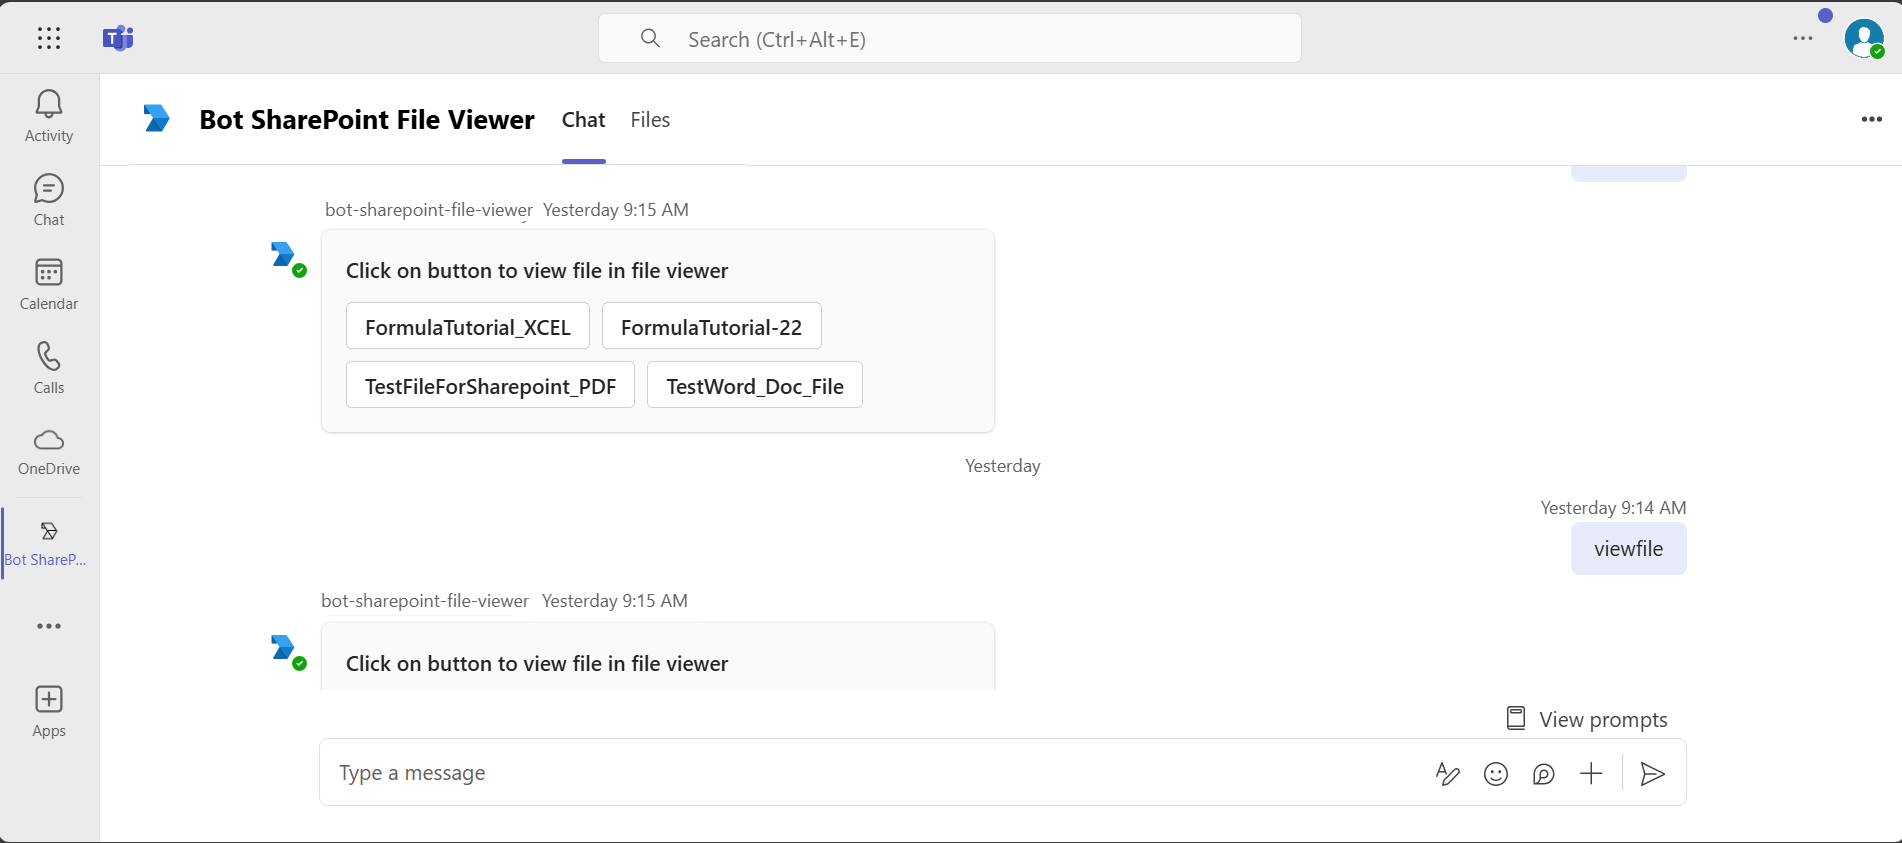 Search (Ctrl+Alt+E)
Activity
Chat
Calendar
Calls
OneDrive
Bot ShareP...
Apps
Bot SharePoint File Viewer Chat Files
bot-sharepoint-file-viewer Yesterday 9:15 AM
Click on button to view file in file viewer
FormulaTutorial_XCEL FormulaTutorial-22
TestFileForSharepoint_PDF TestWord_Doc_File
Yesterday
Yesterday 9:14 AM
viewfile
bot-sharepoint-file-viewer Yesterday 9:15 AM
Click on button to view file in file viewer
View prompts
Type a message